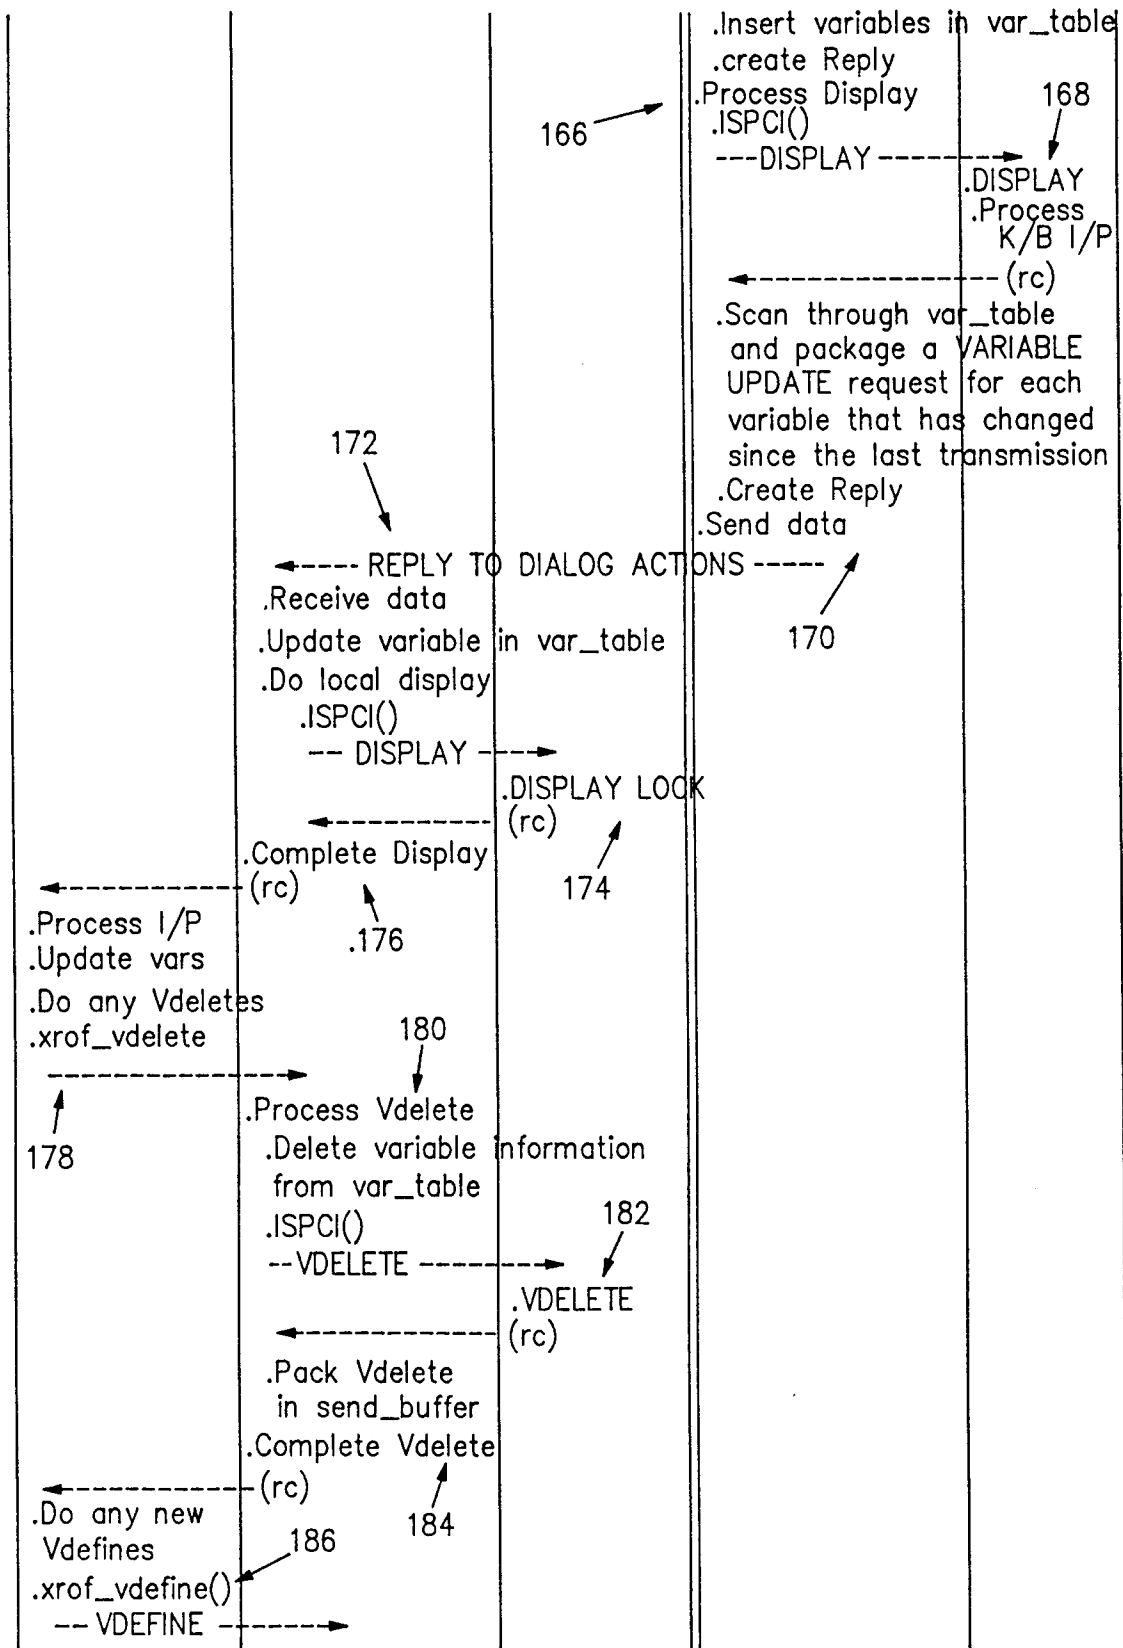 .Insert variables in var_table
.create Reply
.Process Display
168
166
.ISPCI()
---DISPLAY------->
.DISPLAY
.Process
K/B I/P
(rc)
.Scan through var_table
and package a VARIABLE
UPDATE request for each
variable that has changed
since the last transmission
172
.Create Reply
.Send data
REPLY TO DIALOG ACTIONS
.Receive data
170
.Update variable in var_table
.Do local display
.ISPCI()
-- DISPLAY ----->
.DISPLAY LOCK
(rc)
.Complete Display
174
(rc)
.Process I/P
.176
.Update vars
.Do any Vdeletes
.xrof_vdelete
180
.Process Vdelete
178
.Delete variable information
from var_table
.ISPCI()
182
--VDELETE ------->
.VDELETE
(rc)
.Pack Vdelete
in send_buffer
.Complete Vdelete
(rc)
.Do any new
184
Vdefines
186
.xrof_vdefine()
-- VDEFINE ------>